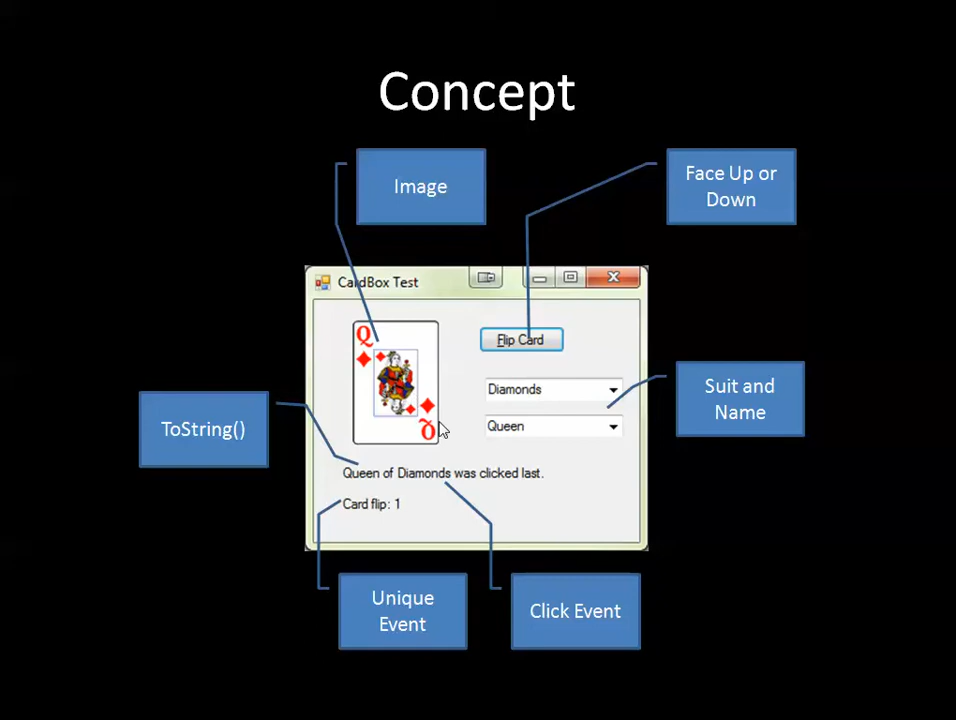 Concept
Image
Face Up or
Down
CardBox Test
Q
Flip Card
Diamonds
Suit and
Name
ToString()
Queen
Q
Queen of Diamonds was clicked last.
Card flip: 1
Unique
Event
Click Event